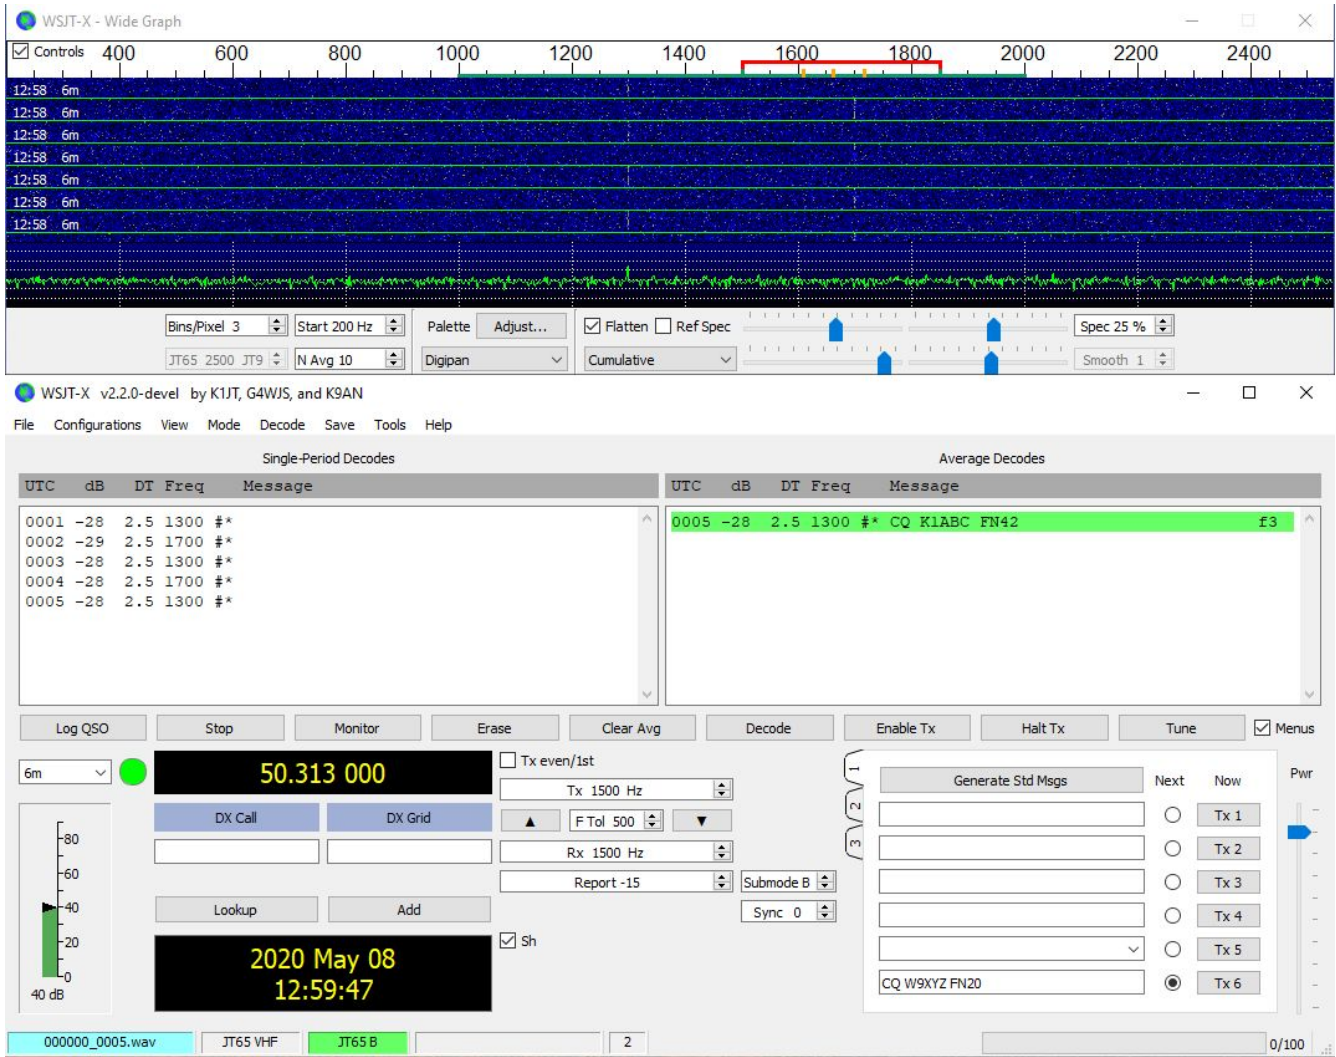 WSJT-X - Wide Graph
Controls 400 600 800 1000 1200 1400 1600 1800 2000 2200 2400
12:58 6m
12:58 6m
12:58 6m
12:58 6m
12:58 6m
12:58 6m
12:58 6m
Bins/Pixel 3 Start 200 Hz Palette Adjust... Flatten Ref Spec Spec 25 %
JT65 2500 JT9 N Avg 10 Digipan Cumulative Smooth 1
WSJT-X v2.2.0-devel by K1JT, G4WJS, and K9AN
File Configurations View Mode Decode Save Tools Help
Single-Period Decodes Average Decodes
UTC dB DT Freq Message UTC dB DT Freq Message
0001 -28 2.5 1300 #* 0005 -28 2.5 1300 #* CQ K1ABC FN42 f3
0002 -29 2.5 1700 #*
0003 -28 2.5 1300 #*
0004 -28 2.5 1700 #*
0005 -28 2.5 1300 #*
Log QSO Stop Monitor Erase Clear Avg Decode Enable Tx Halt Tx Tune Menus
6m 50.313 000 Tx even/1st 1 Generate Std Msgs Next Now Pwr
Tx 1500 Hz
DX Call DX Grid F Tol 500 2 Tx 1
-80 Rx 1500 Hz 3 Tx 2
-60 Report -15 Submode B Tx 3
-40 Lookup Add Sync 0 Tx 4
-20 2020 May 08 Sh Tx 5
-0 12:59:47 CQ W9XYZ FN20 Tx 6
40 dB
000000_0005.wav JT65 VHF JT65 B 2 0/100